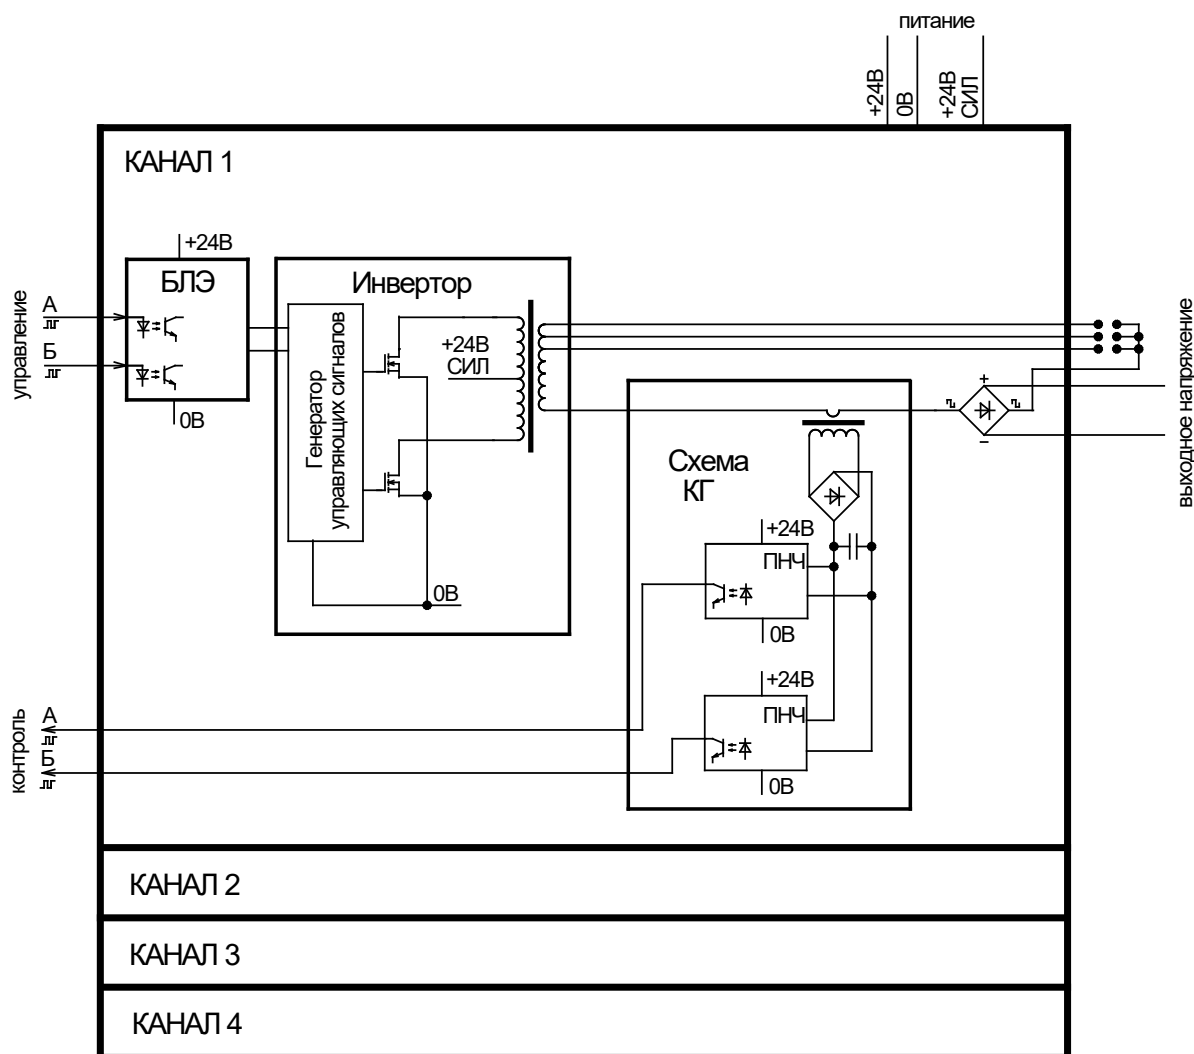 питание
+24В
0В
+24В
СИЛ
КАНАЛ 1
+24В
БЛЭ
0В
управление
А
Б
Инвертор
Генератор
управляющих сигналов
+24В
СИЛ
0В
+
–
выходное напряжение
Схема
КГ
+24В
ПНЧ
0В
+24В
ПНЧ
0В
контроль
А
Б
КАНАЛ 2
КАНАЛ 3
КАНАЛ 4